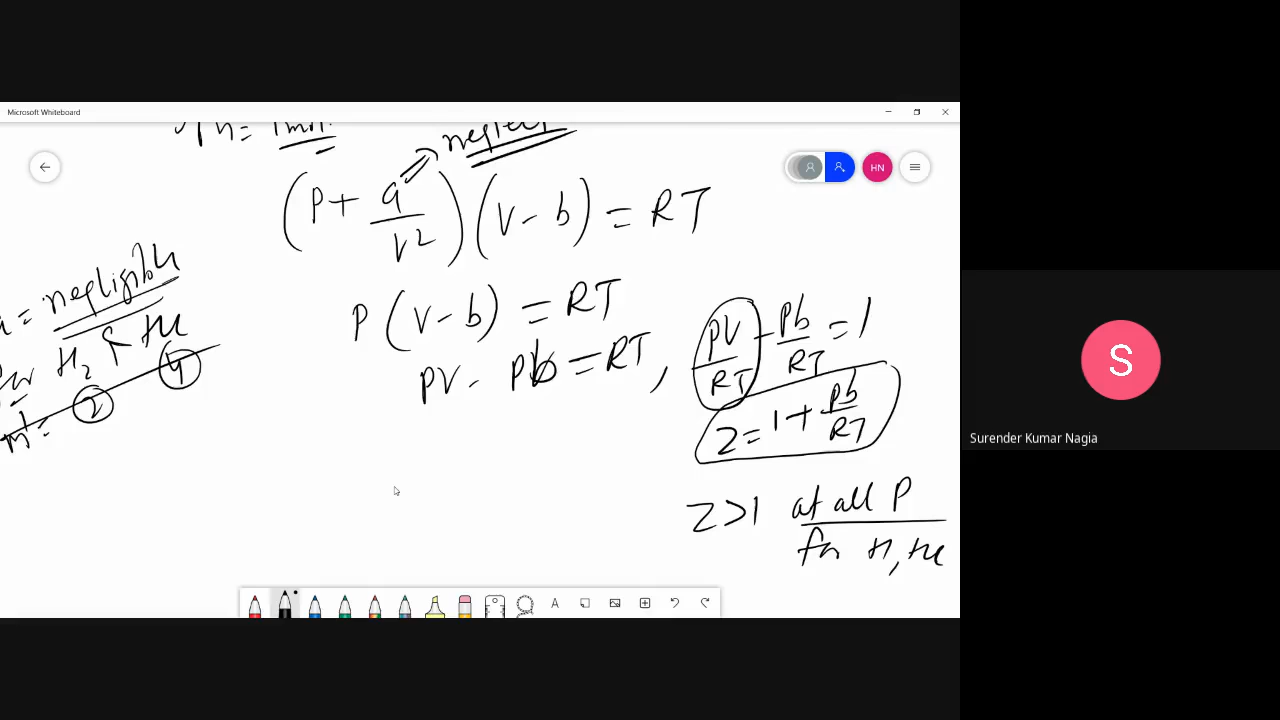 Microsoft Whiteboard
neglect
(P + a/V²)(V - b) = RT
HN
P(V - b) = RT
PV - Pb = RT, PV/RT - Pb/RT = 1
Z = 1 + Pb/RT
Z > 1 at all P
for H, He
a = negligible
for H₂ & He
2 4
S
Surender Kumar Nagia
A